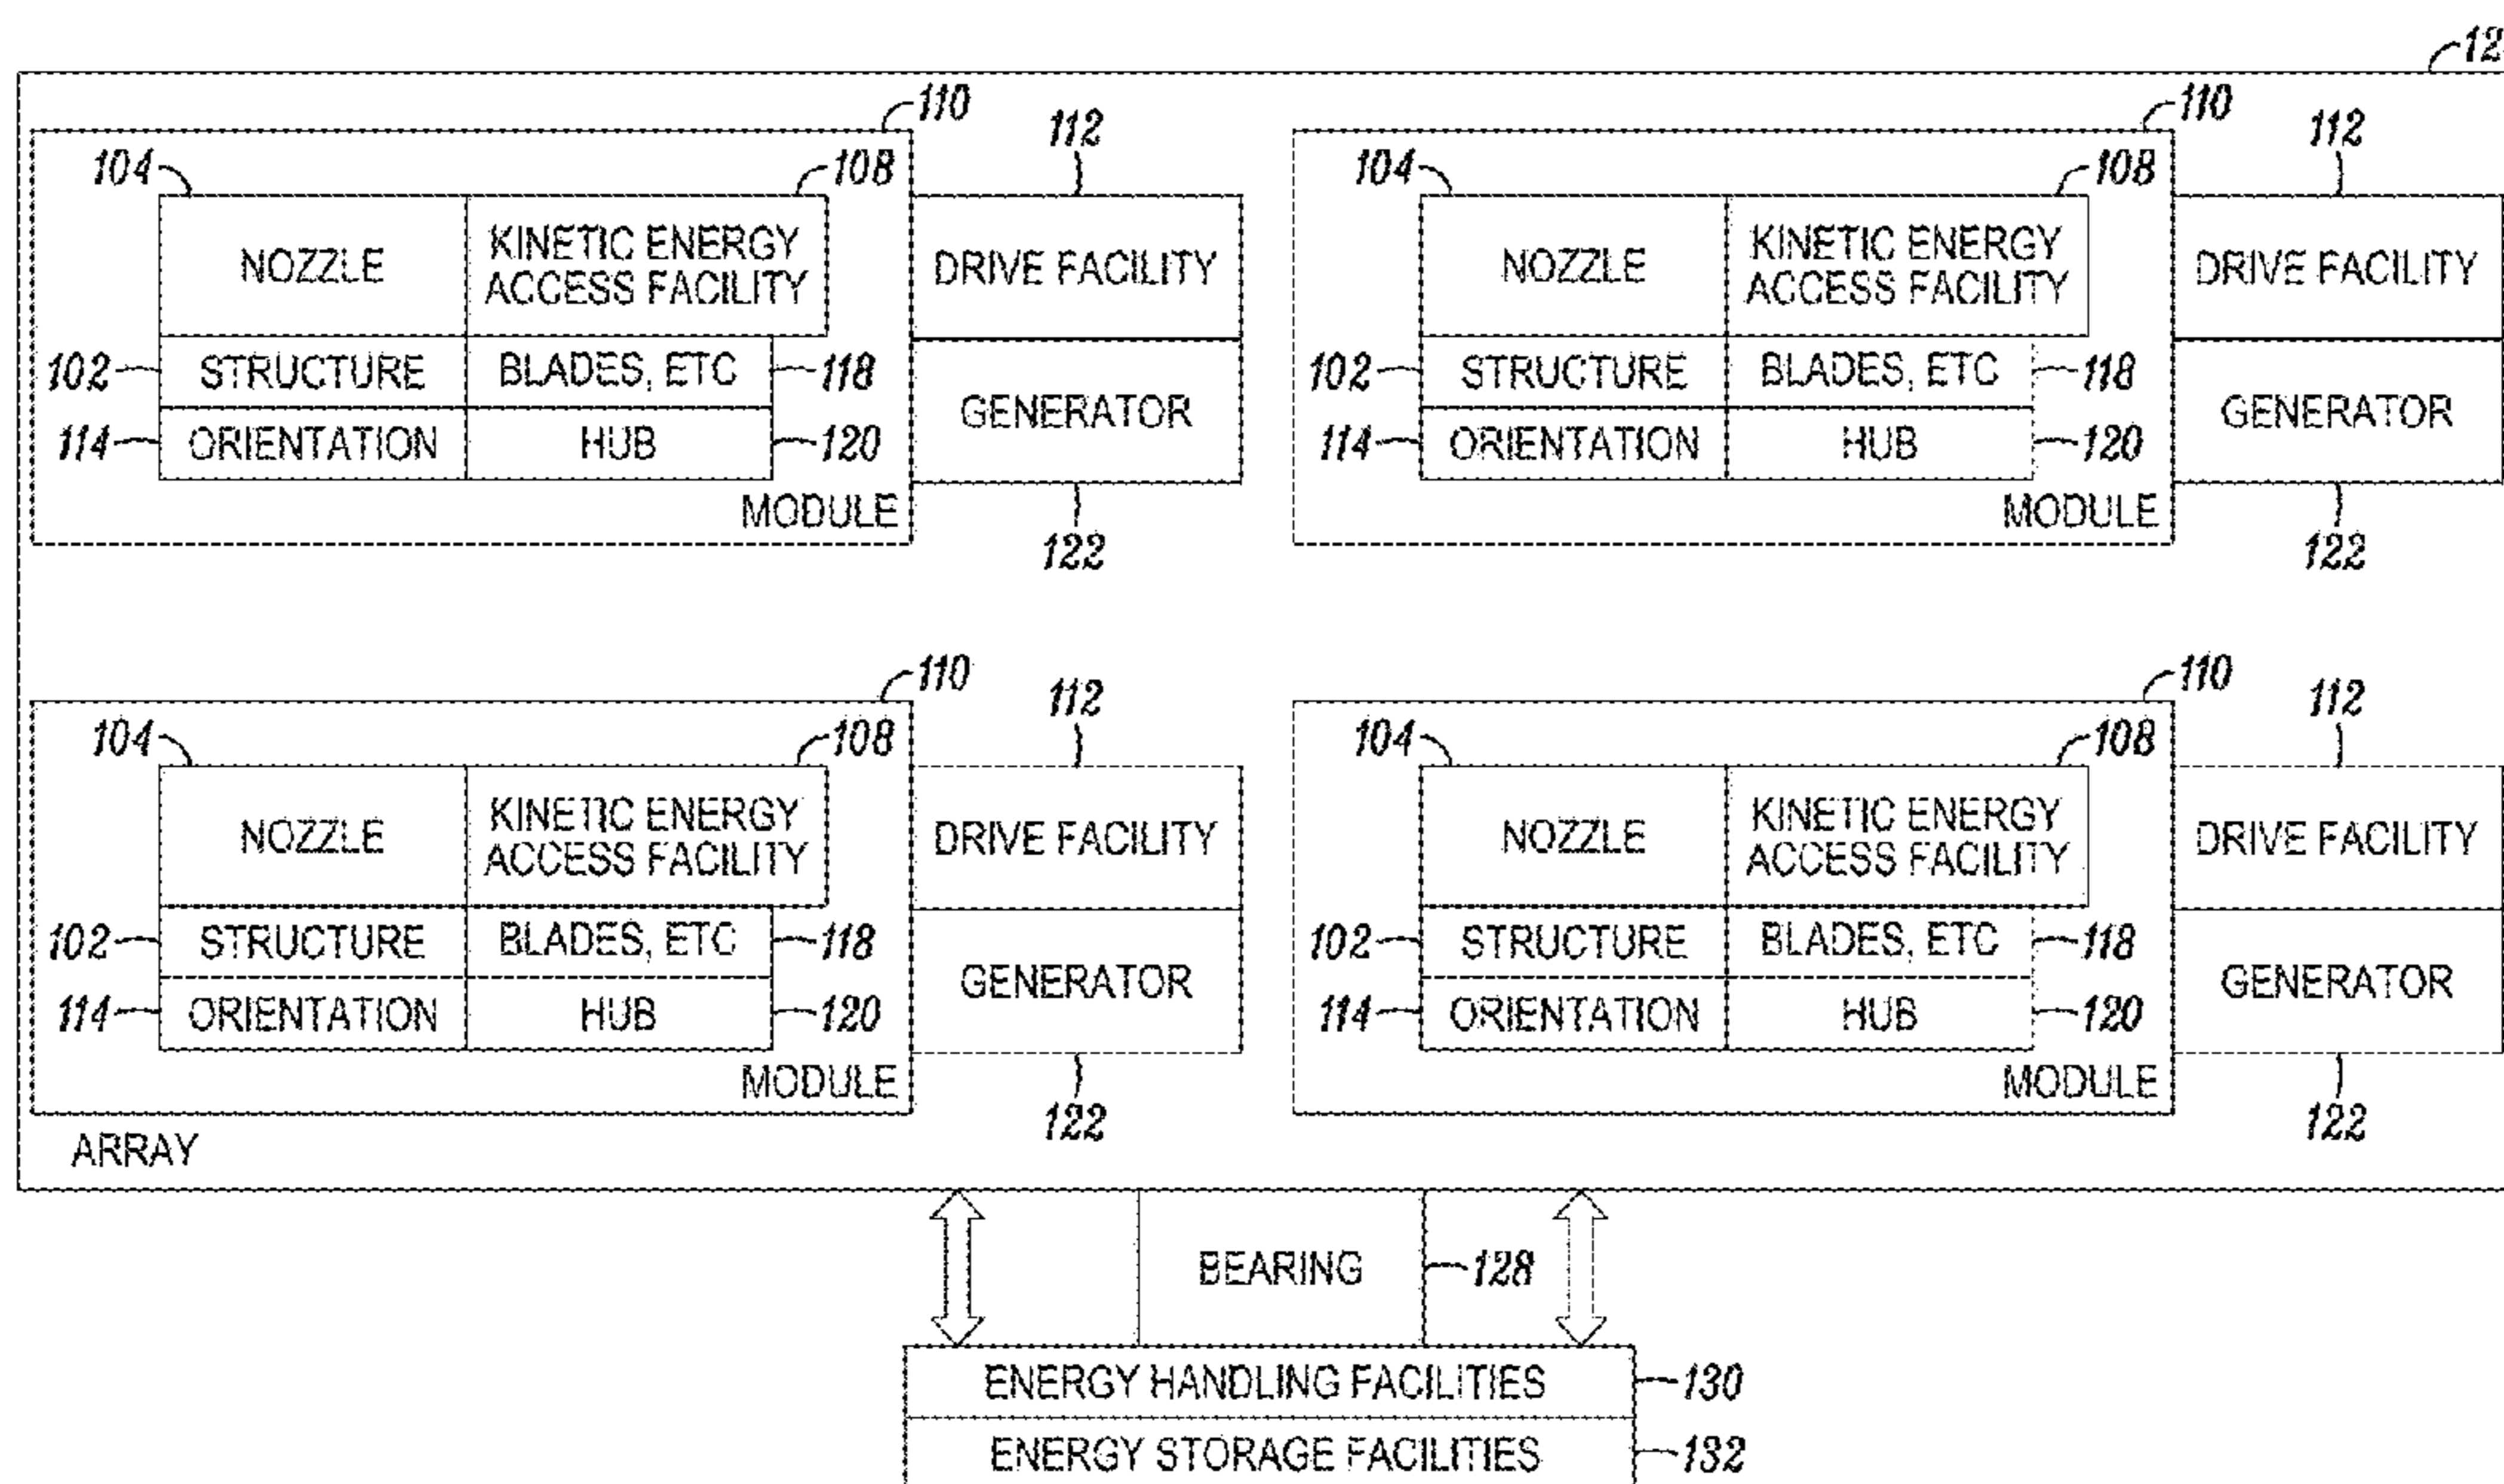 12
110 110
112 112
104 108 104 108
NOZZLE KINETIC ENERGY DRIVE FACILITY NOZZLE KINETIC ENERGY DRIVE FACILITY
ACCESS FACILITY ACCESS FACILITY
102 STRUCTURE BLADES, ETC 118 102 STRUCTURE BLADES, ETC 118
GENERATOR GENERATOR
114 ORIENTATION HUB 120 114 ORIENTATION HUB 120
MODULE MODULE
122 122
110 110
112 112
104 108 104 108
NOZZLE KINETIC ENERGY DRIVE FACILITY NOZZLE KINETIC ENERGY DRIVE FACILITY
ACCESS FACILITY ACCESS FACILITY
102 STRUCTURE BLADES, ETC 118 102 STRUCTURE BLADES, ETC 118
GENERATOR GENERATOR
114 ORIENTATION HUB 120 114 ORIENTATION HUB 120
MODULE MODULE
122 122
ARRAY
BEARING 128
ENERGY HANDLING FACILITIES 130
ENERGY STORAGE FACILITIES 132